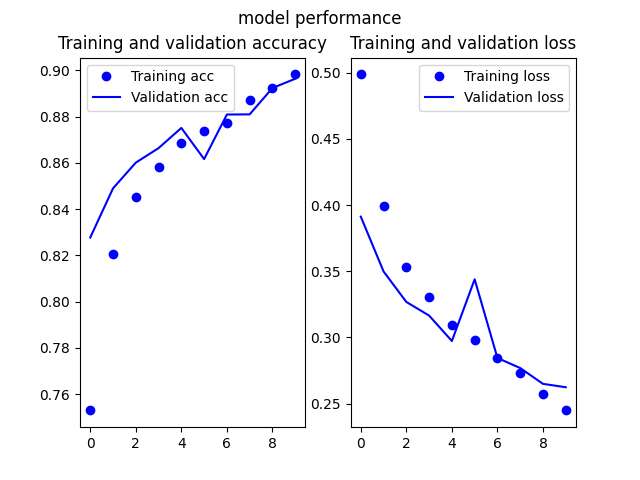 model performance
Training and validation accuracy
Training and validation loss
Training acc
Validation acc
Training loss
Validation loss
0.90
0.88
0.86
0.84
0.82
0.80
0.78
0.76
0 2 4 6 8
0.50
0.45
0.40
0.35
0.30
0.25
0 2 4 6 8